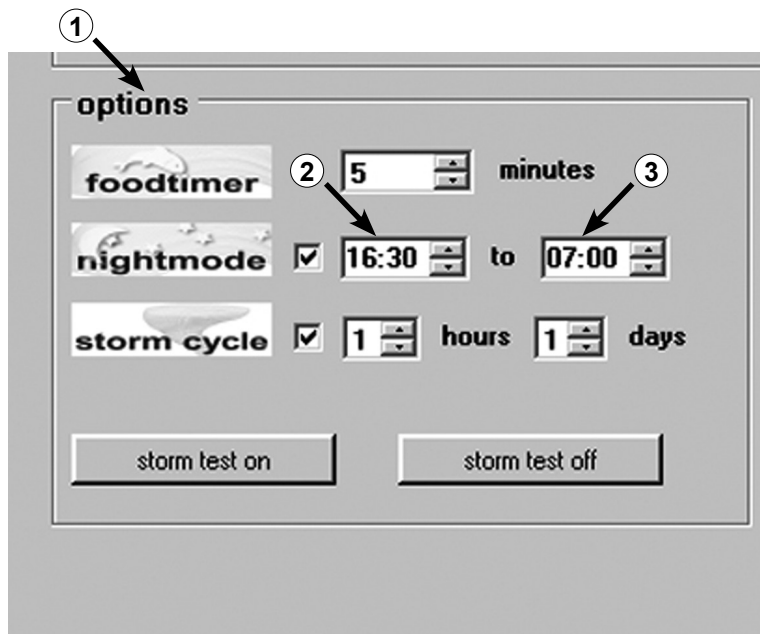 1
options
foodtimer 2 5 minutes 3
nightmode 16:30 to 07:00
storm cycle 1 hours 1 days
storm test on storm test off